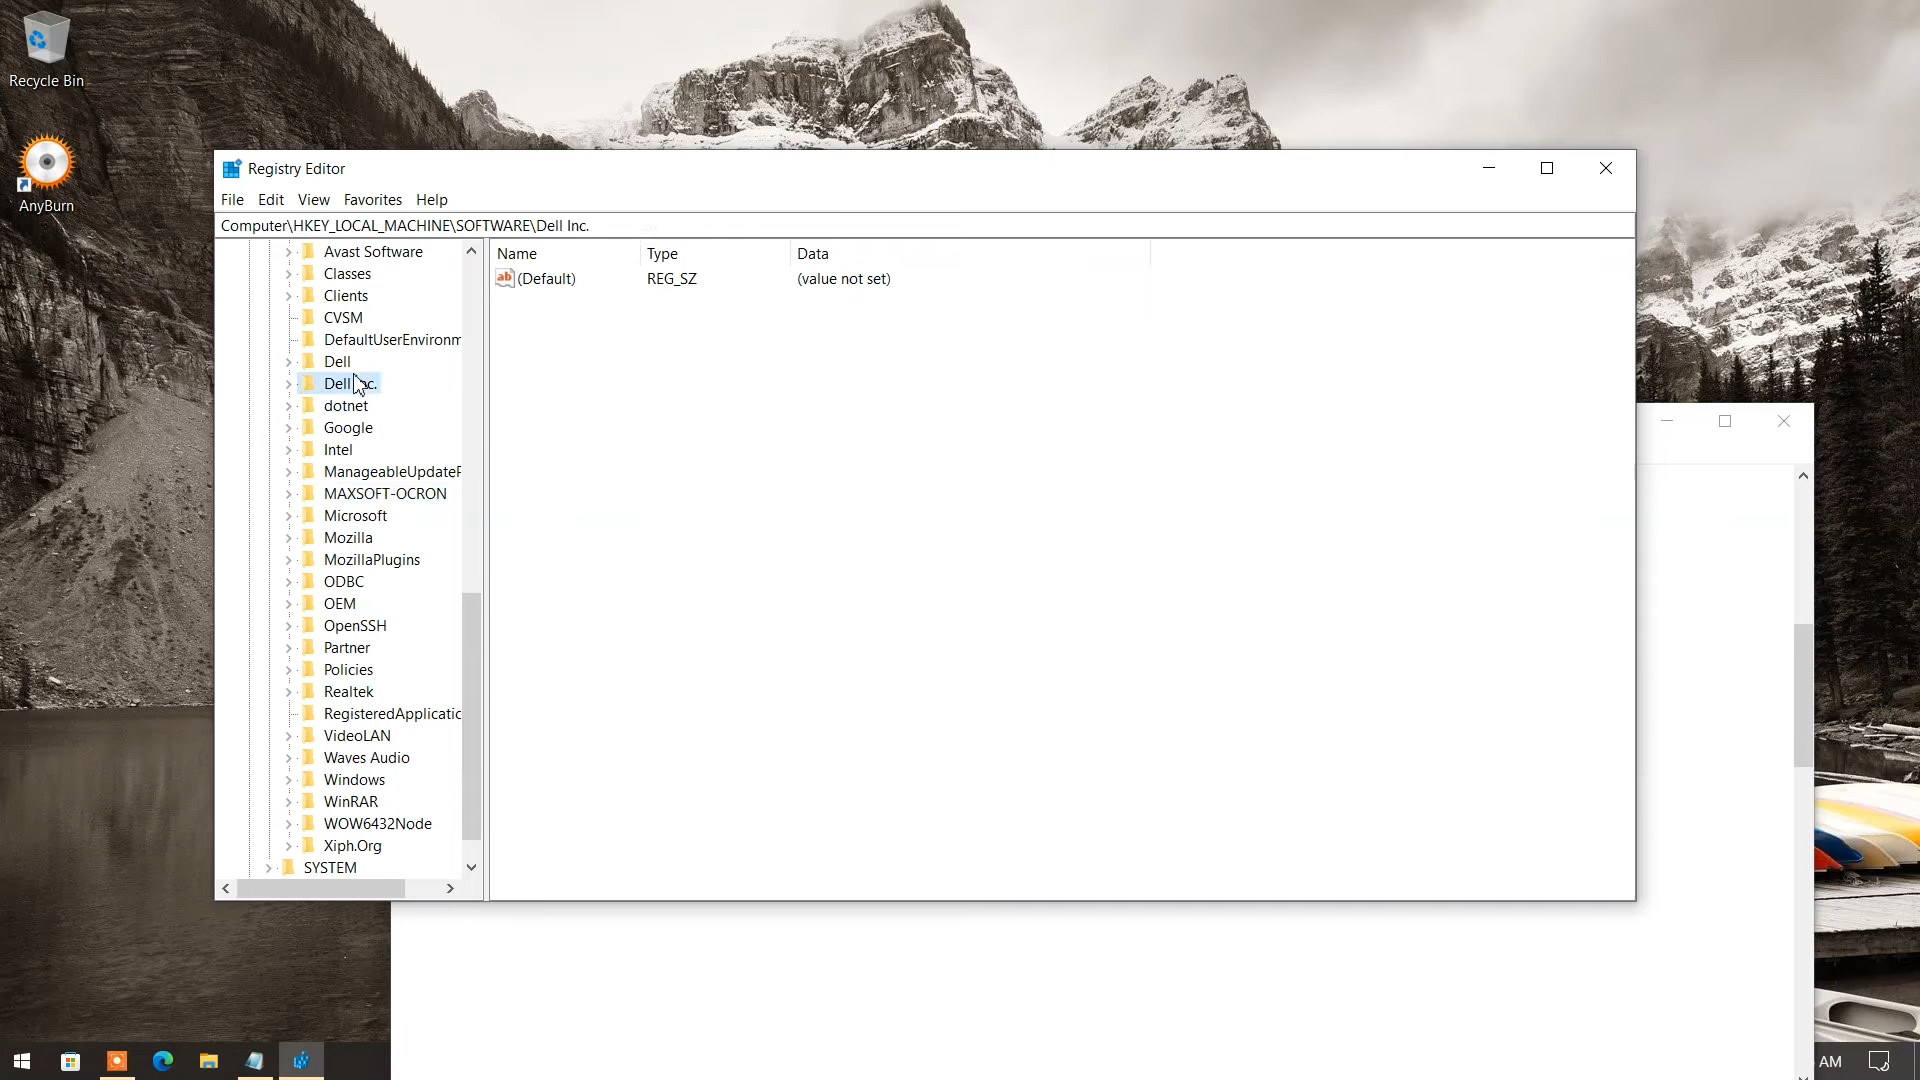 Recycle Bin
AnyBurn
Registry Editor
File Edit View Favorites Help
Computer\HKEY_LOCAL_MACHINE\SOFTWARE\Dell Inc.
Name Type Data
(Default) REG_SZ (value not set)
Avast Software
Classes
Clients
CVSM
DefaultUserEnvironm
Dell
Dell Inc.
dotnet
Google
Intel
ManageableUpdateP
MAXSOFT-OCRON
Microsoft
Mozilla
MozillaPlugins
ODBC
OEM
OpenSSH
Partner
Policies
Realtek
RegisteredApplicatic
VideoLAN
Waves Audio
Windows
WinRAR
WOW6432Node
Xiph.Org
SYSTEM
AM